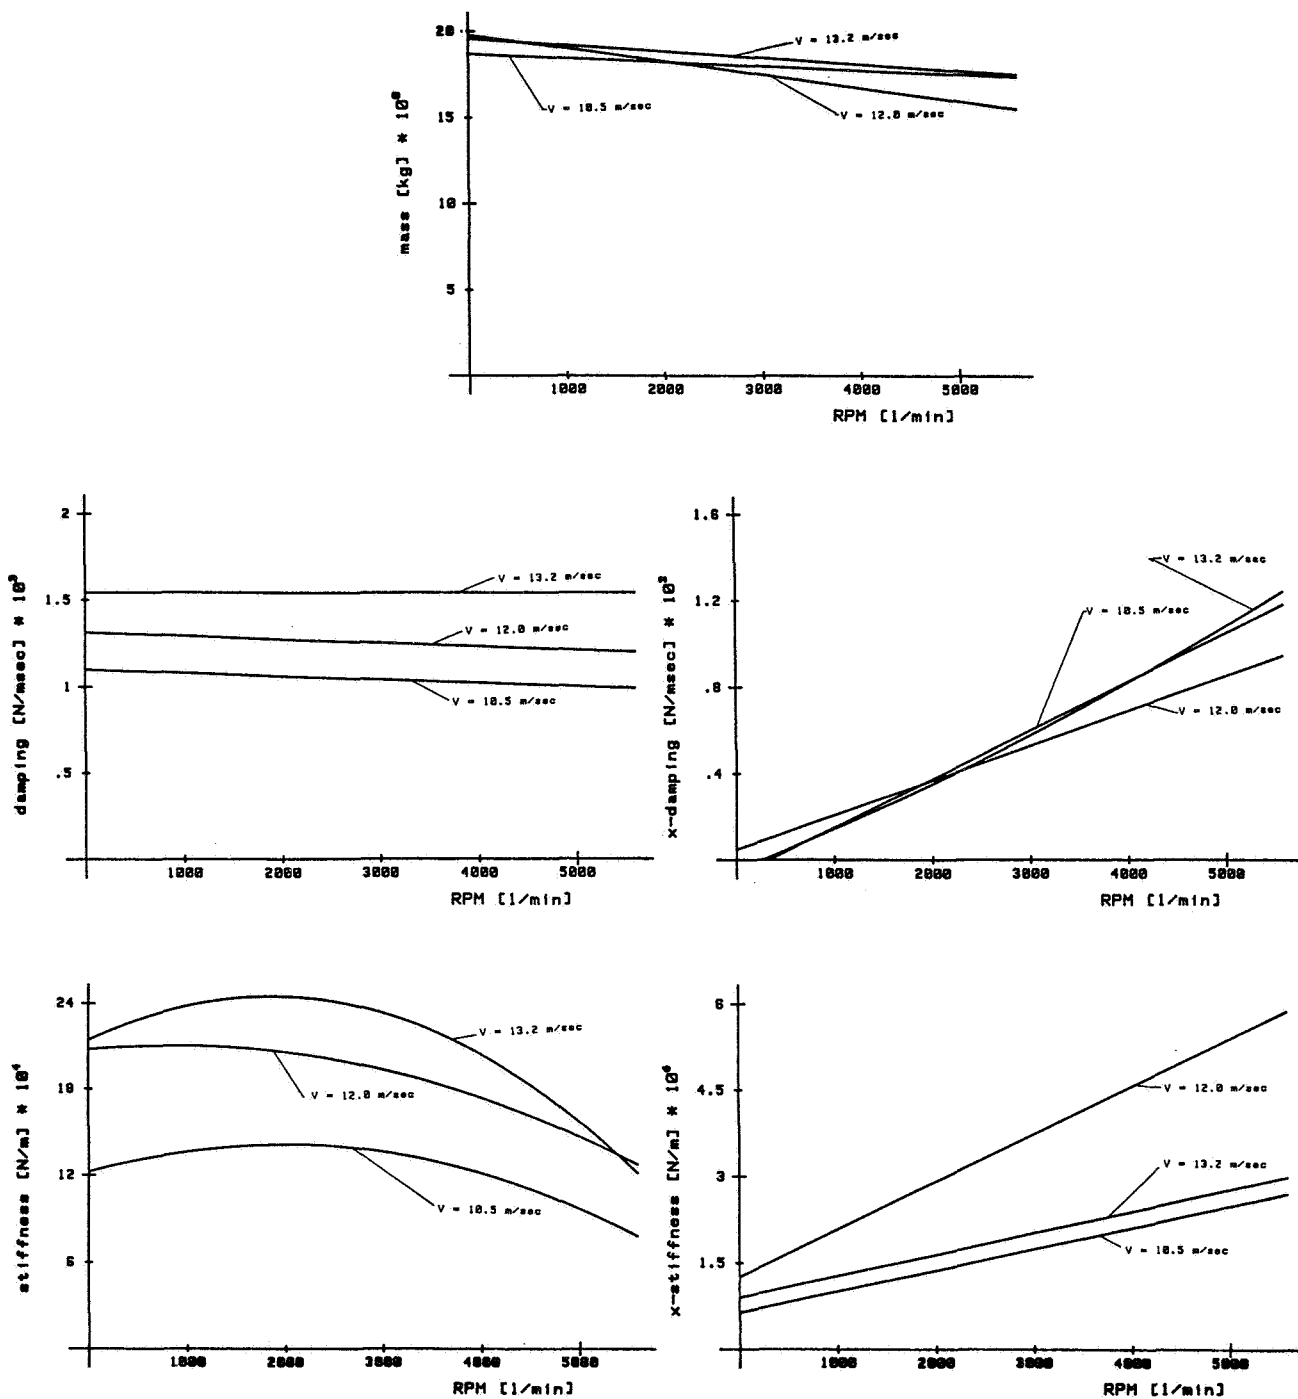 20
V = 13.2 m/sec
V = 10.5 m/sec
V = 12.0 m/sec
15
10
5
mass [kg] * 10⁰
1000 2000 3000 4000 5000
RPM [1/min]
2
V = 13.2 m/sec
1.5
V = 12.0 m/sec
1
V = 10.5 m/sec
.5
damping [N/msec] * 10³
1000 2000 3000 4000 5000
RPM [1/min]
1.6
V = 13.2 m/sec
1.2
V = 10.5 m/sec
.8
V = 12.0 m/sec
.4
x-damping [N/msec] * 10³
1000 2000 3000 4000 5000
RPM [1/min]
24
V = 13.2 m/sec
18
V = 12.0 m/sec
12
V = 10.5 m/sec
6
stiffness [N/m] * 10⁴
1000 2000 3000 4000 5000
RPM [1/min]
6
4.5
V = 12.0 m/sec
3
V = 13.2 m/sec
V = 10.5 m/sec
1.5
x-stiffness [N/m] *
1000 2000 3000 4000 5000
RPM [1/min]